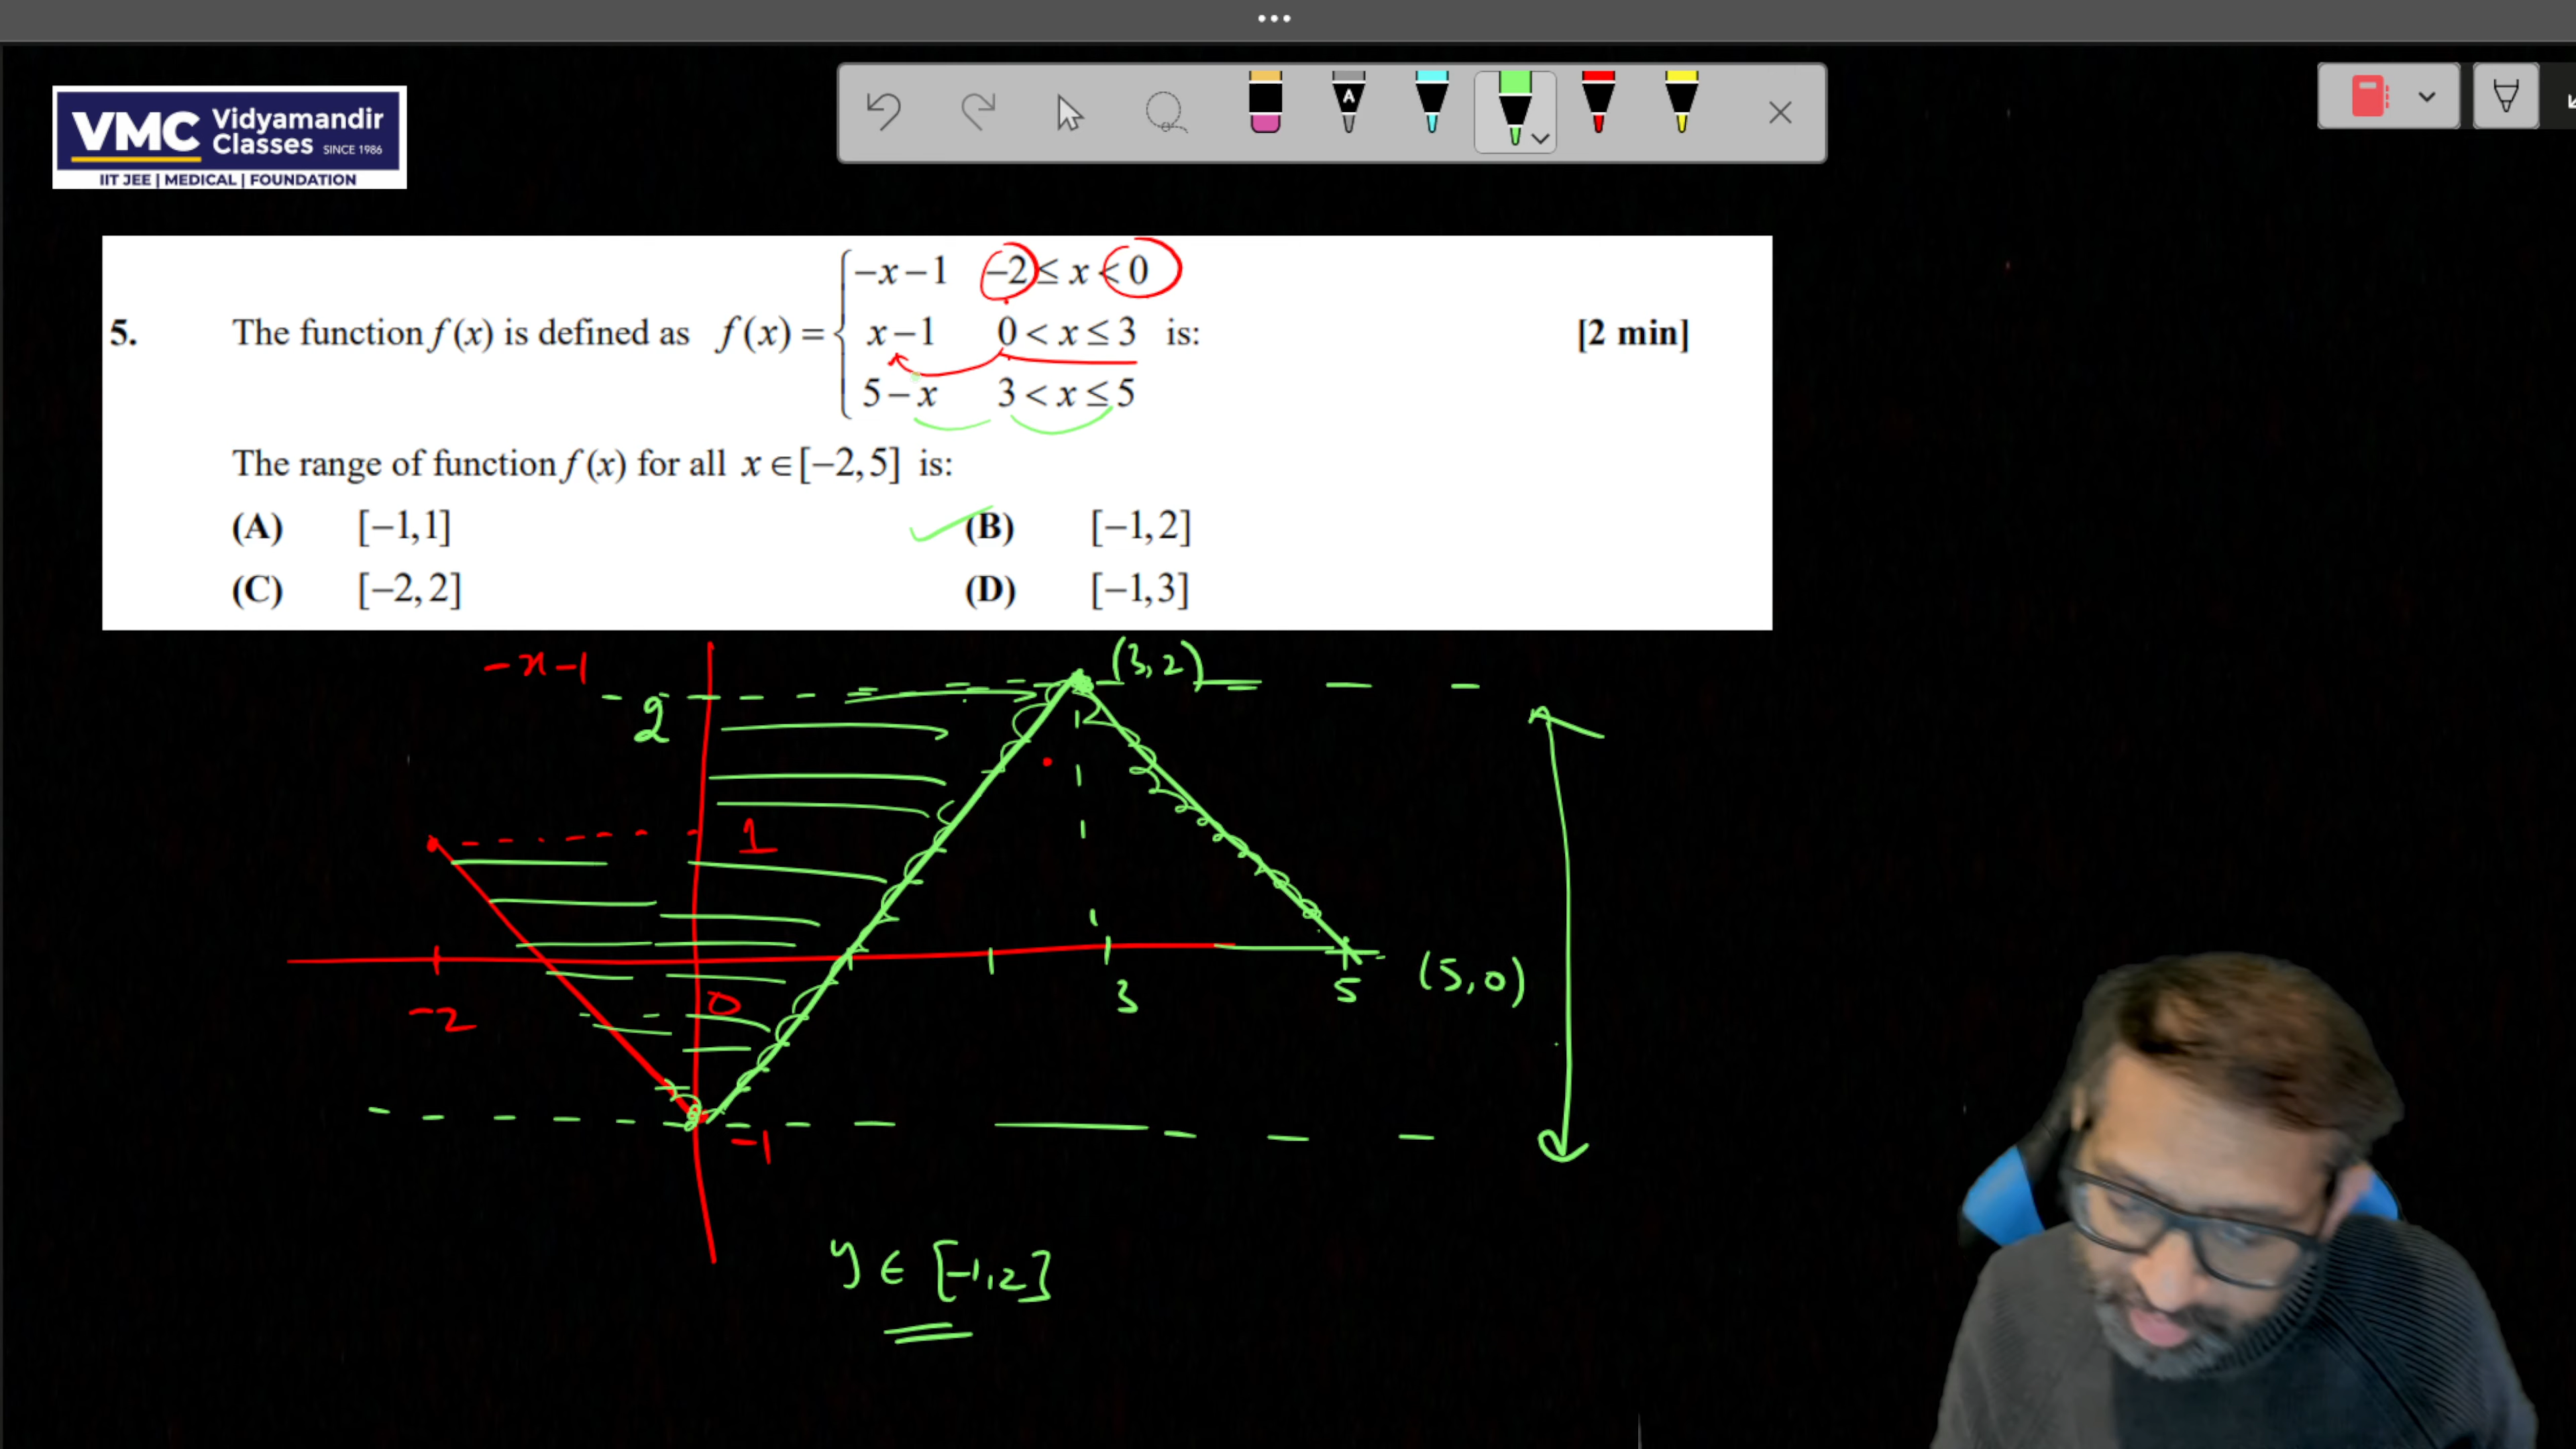 VMC Vidyamandir Classes SINCE 1986
IIT JEE | MEDICAL | FOUNDATION
A
5. The function f(x) is defined as f(x) = { -x-1 -2 ≤ x < 0
x-1 0 < x ≤ 3 is: [2 min]
5-x 3 < x ≤ 5
The range of function f(x) for all x ∈ [-2,5] is:
(A) [-1,1] (B) [-1,2]
(C) [-2,2] (D) [-1,3]
-x-1
(3,2)
2
1
-2
0
3
5
(5,0)
-1
y ∈ [-1,2]